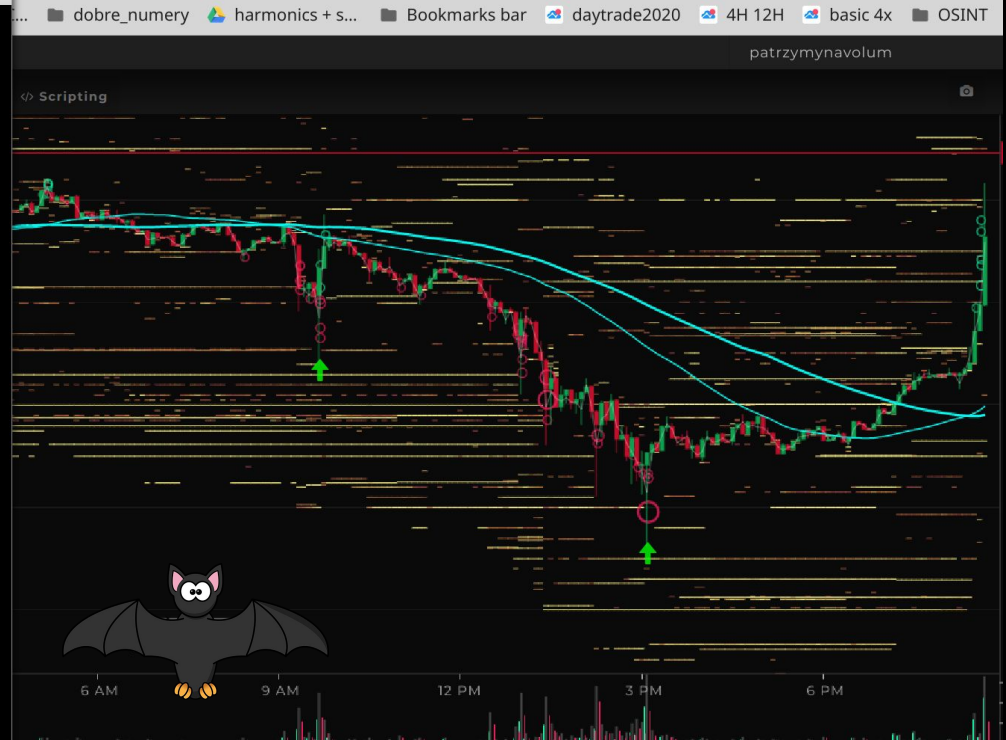 ... dobre_numery harmonics + s... Bookmarks bar daytrade2020 4H 12H basic 4x OSINT
patrzymynavolum
</> Scripting
6 AM 9 AM 12 PM 3 PM 6 PM